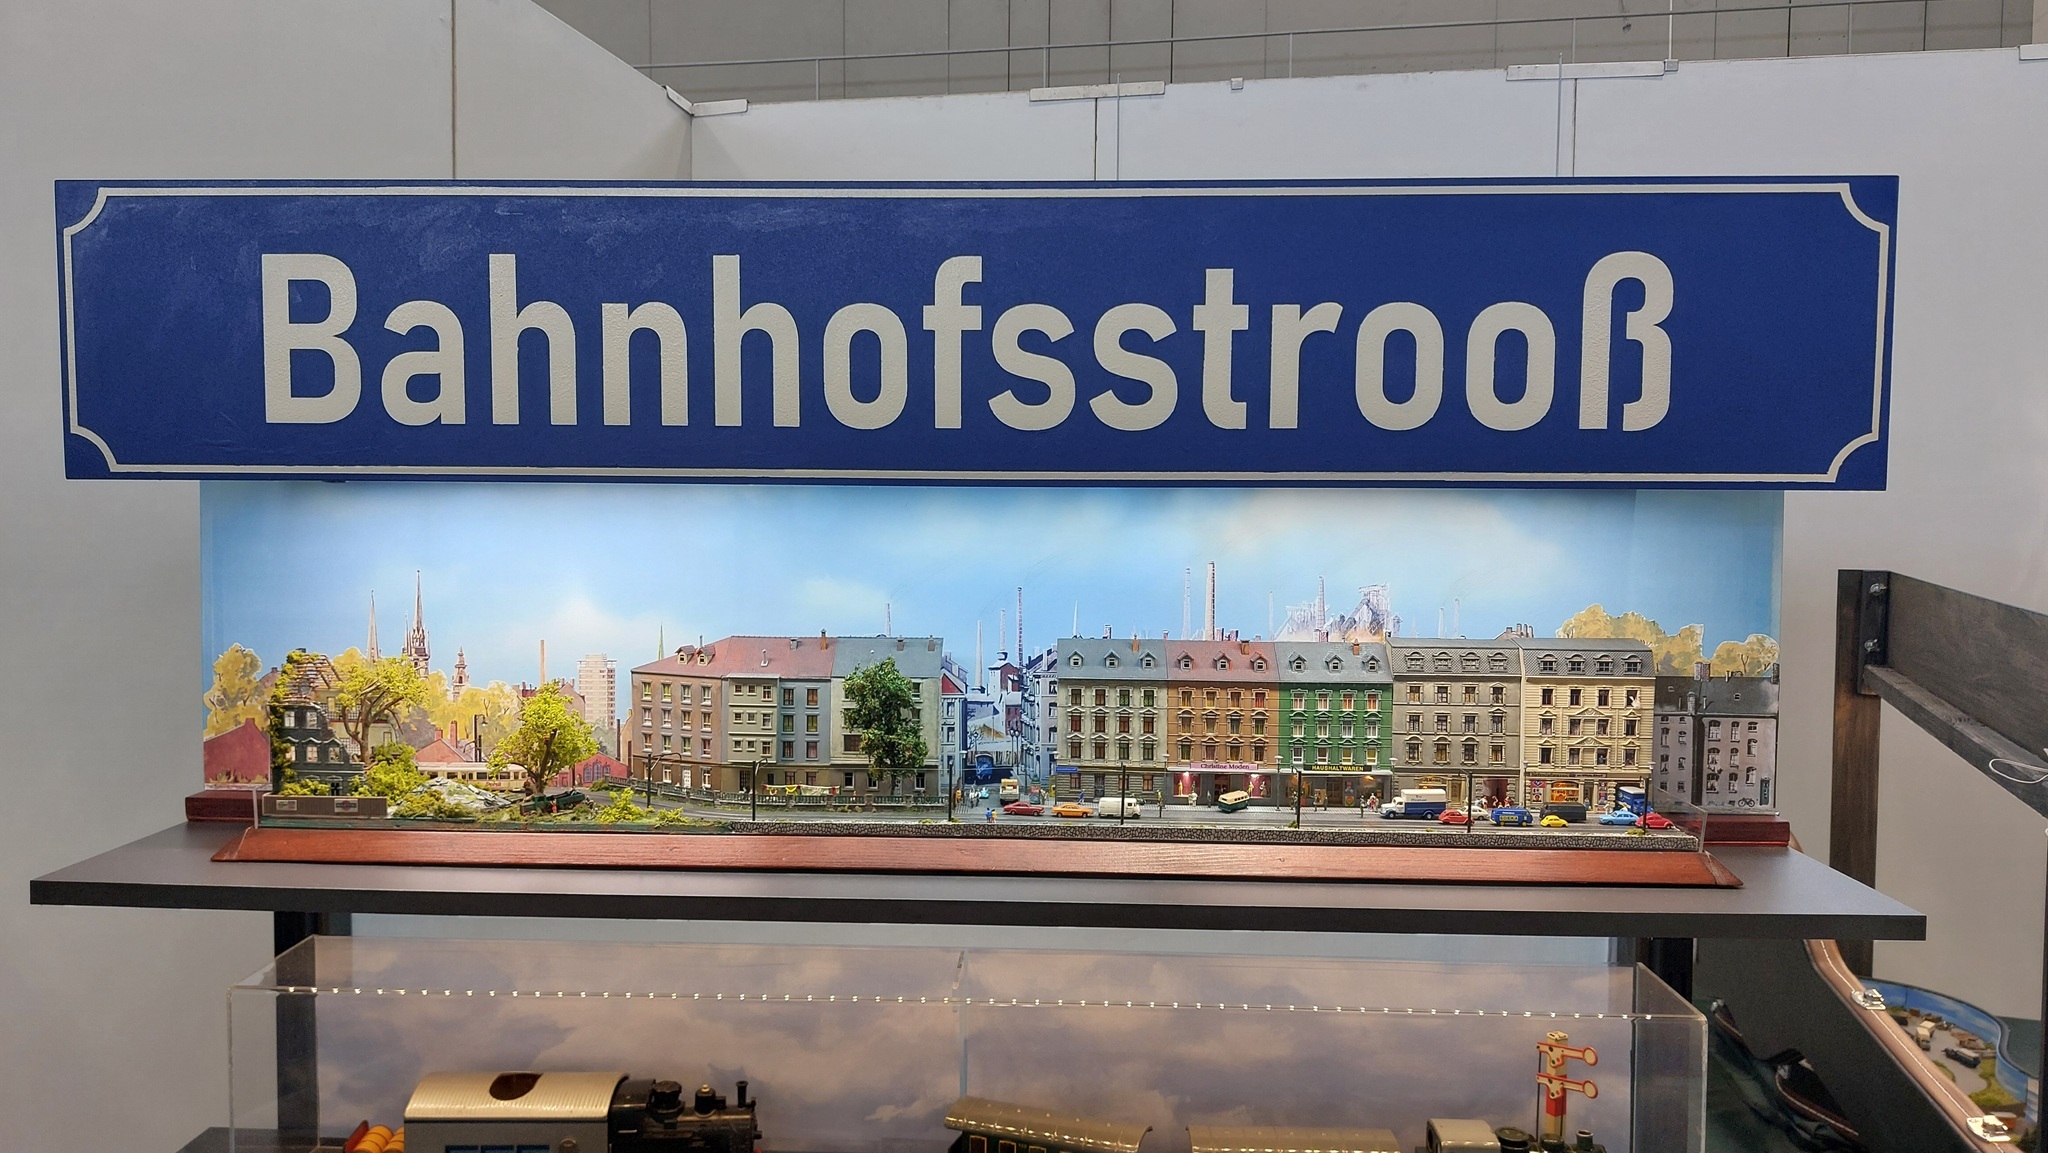 Bahnhofsstrooß
Christine Moden
HAUSHALTWAREN